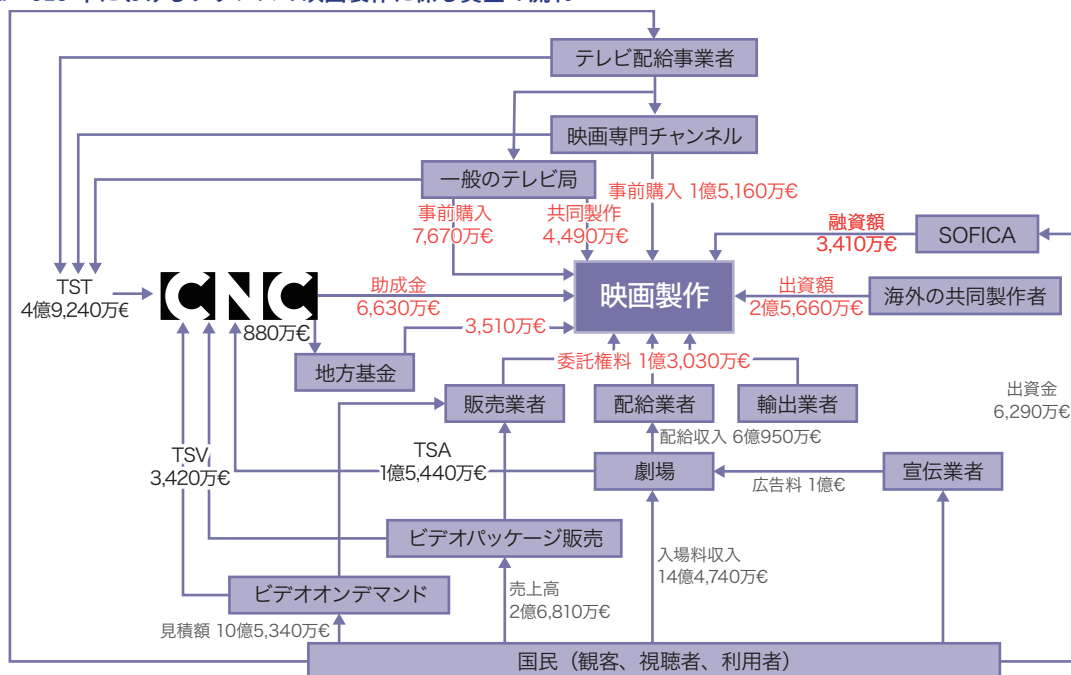 テレビ配給事業者
映画専門チャンネル
一般のテレビ局
事前購入 1億5,160万€
事前購入
7,670万€
共同製作
4,490万€
融資額
3,410万€
SOFICA
TST
4億9,240万€
CNC
助成金
6,630万€
映画製作
出資額
2億5,660万€
海外の共同製作者
880万€
3,510万€
地方基金
委託権料 1億3,030万€
販売業者
配給業者
輸出業者
出資金
6,290万€
配給収入 6億950万€
TSV
3,420万€
TSA
1億5,440万€
劇場
広告料 1億€
宣伝業者
ビデオパッケージ販売
入場料収入
14億4,740万€
ビデオオンデマンド
売上高
2億6,810万€
見積額 10億5,340万€
国民（観客、視聴者、利用者）